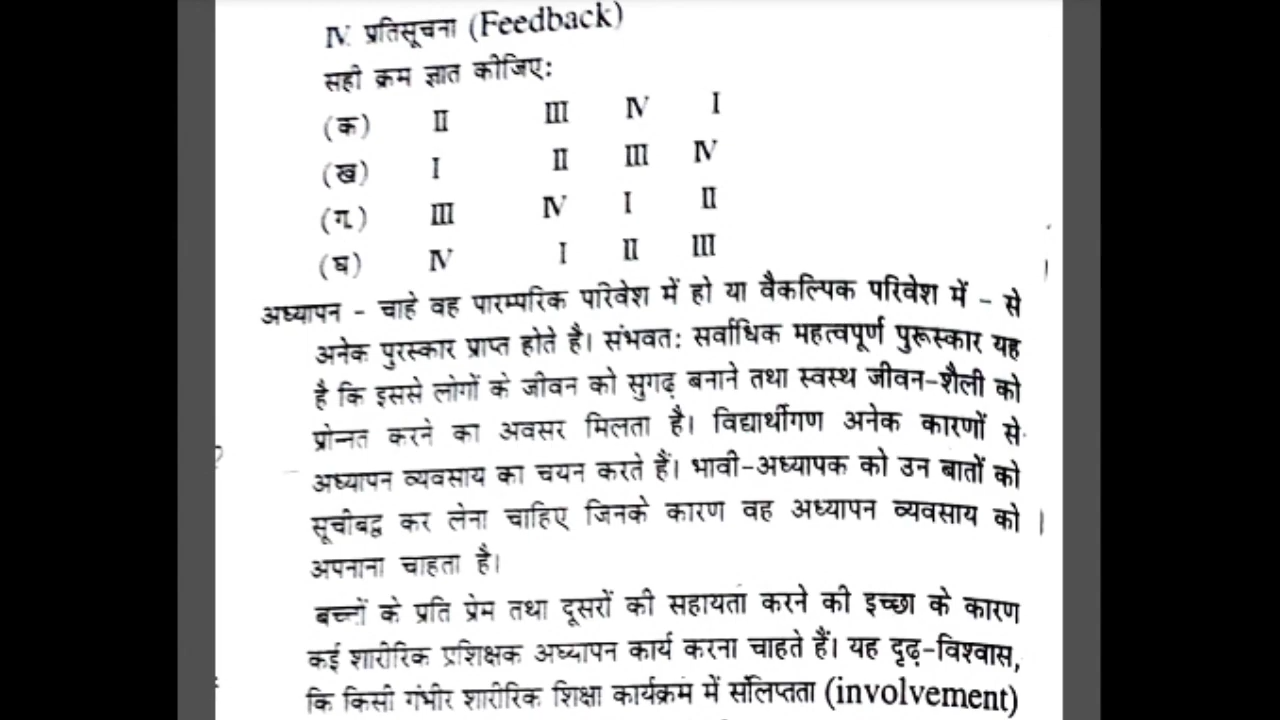 IV. प्रतिसूचना (Feedback)
सही क्रम ज्ञात कीजिए:
(क) II III IV I
(ख) I II III IV
(ग) III IV I II
(घ) IV I II III
अध्यापन - चाहे वह पारम्परिक परिवेश में हो या वैकल्पिक परिवेश में - से
अनेक पुरस्कार प्राप्त होते है। संभवत: सर्वाधिक महत्वपूर्ण पुरूस्कार यह
है कि इससे लोगों के जीवन को सुगढ़ बनाने तथा स्वस्थ जीवन-शैली को
प्रोन्नत करने का अवसर मिलता है। विद्यार्थीगण अनेक कारणों से
अध्यापन व्यवसाय का चयन करते हैं। भावी-अध्यापक को उन बातों को
सूचीबद्ध कर लेना चाहिए जिनके कारण वह अध्यापन व्यवसाय को
अपनाना चाहता है।
बच्चों के प्रति प्रेम तथा दूसरों की सहायता करने की इच्छा के कारण
कई शारीरिक प्रशिक्षक अध्यापन कार्य करना चाहते हैं। यह दृढ़-विश्वास,
कि किसी गंभीर शारीरिक शिक्षा कार्यक्रम में संलिप्तता (involvement)